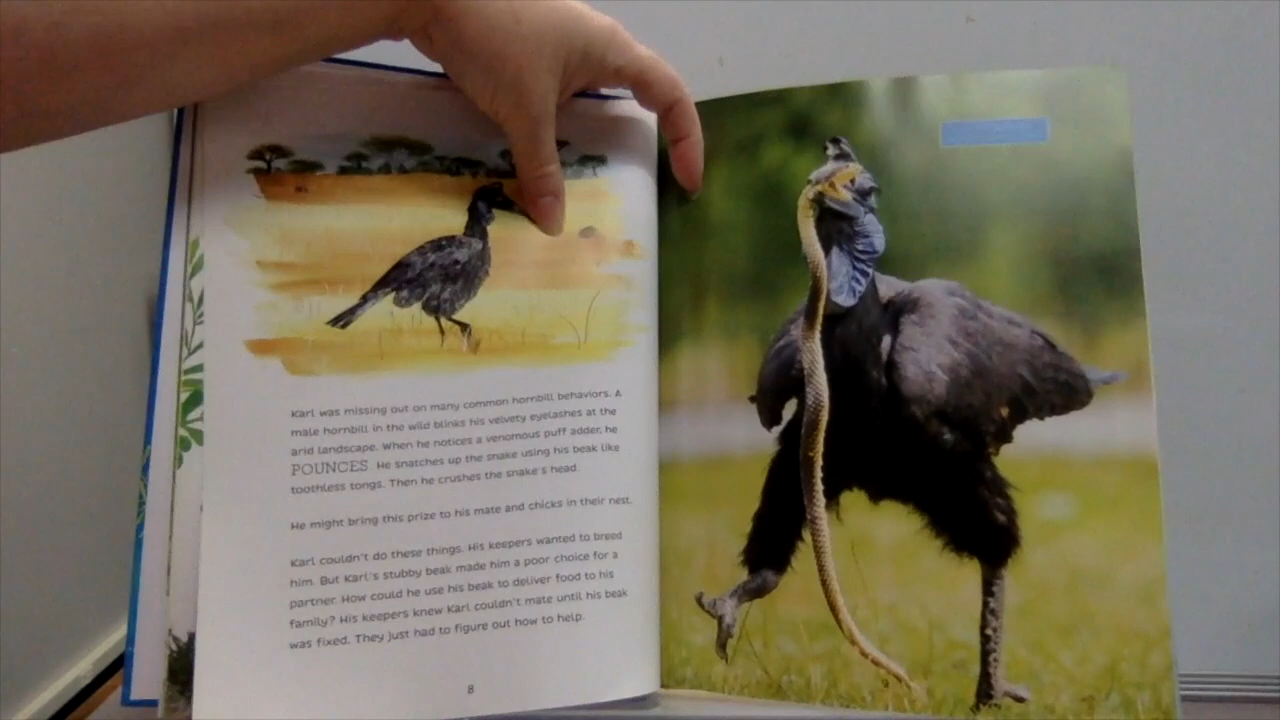 Karl was missing out on many common hornbill behaviors. A
male hornbill in the wild blinks his velvety eyelashes at the
arid landscape. When he notices a venomous puff adder, he
POUNCES. He snatches up the snake using his beak like
toothless tongs. Then he crushes the snake's head.
He might bring this prize to his mate and chicks in their nest.
Karl couldn't do these things. His keepers wanted to breed
him. But Karl's stubby beak made him a poor choice for a
partner. How could he use his beak to deliver food to his
family? His keepers knew Karl couldn't mate until his beak
was fixed. They just had to figure out how to help.
8